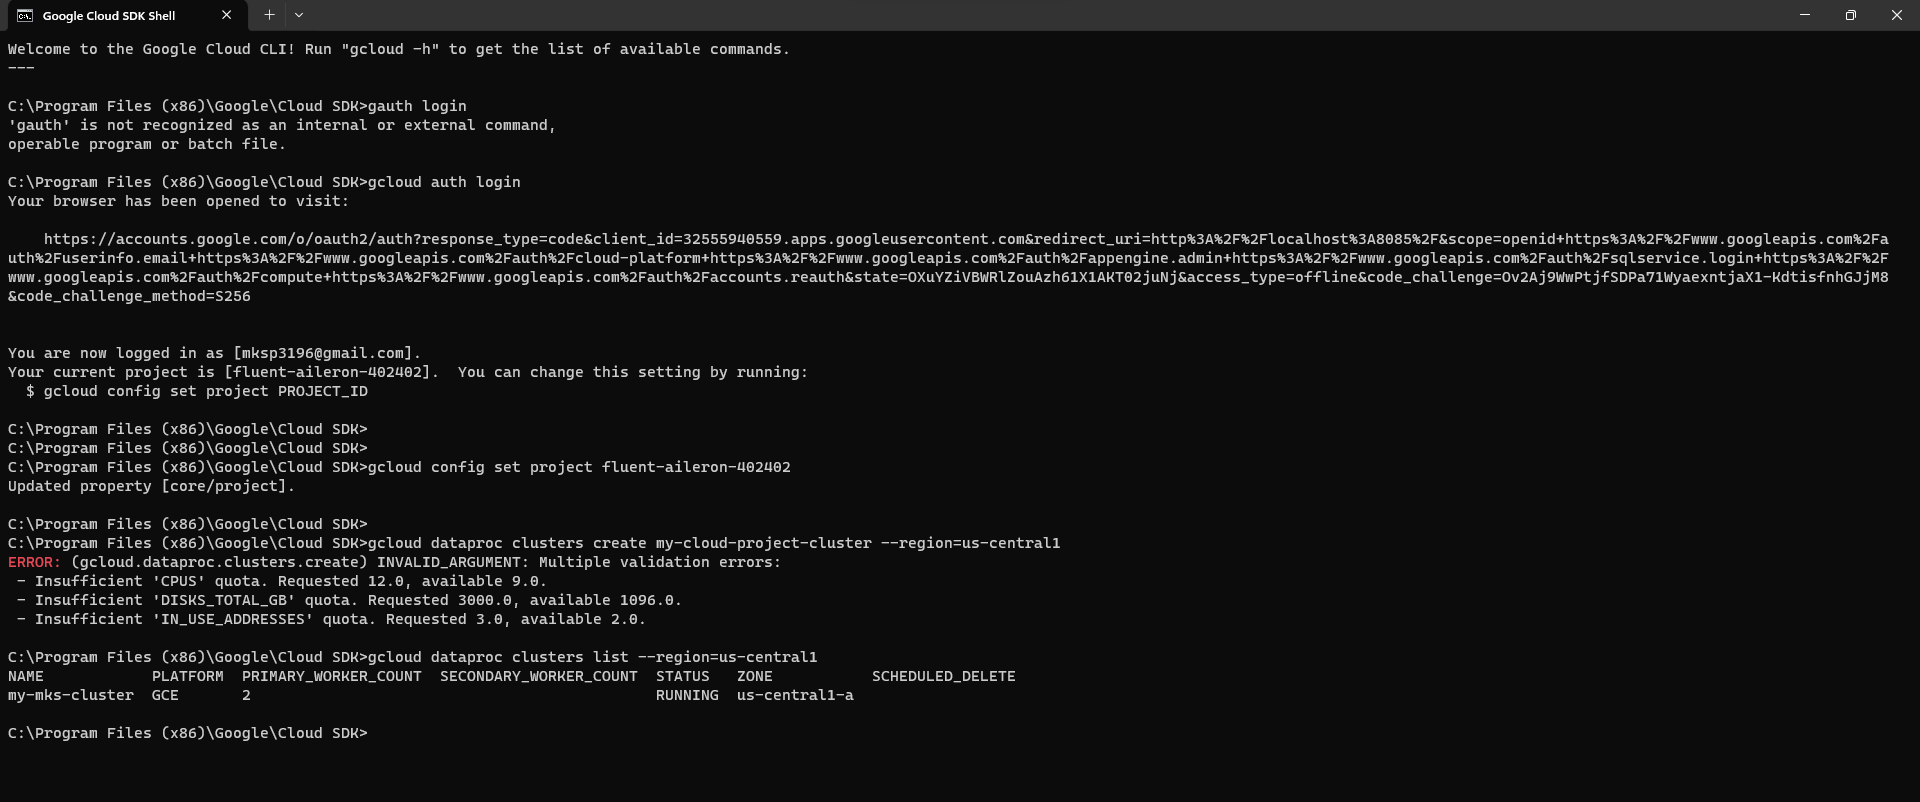 Google Cloud SDK Shell
Welcome to the Google Cloud CLI! Run "gcloud -h" to get the list of available commands.
---
C:\Program Files (x86)\Google\Cloud SDK>gauth login
'gauth' is not recognized as an internal or external command,
operable program or batch file.
C:\Program Files (x86)\Google\Cloud SDK>gcloud auth login
Your browser has been opened to visit:
https://accounts.google.com/o/oauth2/auth?response_type=code&client_id=32555940559.apps.googleusercontent.com&redirect_uri=http%3A%2F%2Flocalhost%3A8085%2F&scope=openid+https%3A%2F%2Fwww.googleapis.com%2Fa
uth%2Fuserinfo.email+https%3A%2F%2Fwww.googleapis.com%2Fauth%2Fcloud-platform+https%3A%2F%2Fwww.googleapis.com%2Fauth%2Fappengine.admin+https%3A%2F%2Fwww.googleapis.com%2Fauth%2Fsqlservice.login+https%3A%2F%2F
www.googleapis.com%2Fauth%2Fcompute+https%3A%2F%2Fwww.googleapis.com%2Fauth%2Faccounts.reauth&state=OXuYZiVBWRlZouAzh61X1AKT02juNj&access_type=offline&code_challenge=Ov2Aj9WwPtjfSDPa71WyaexntjaX1-KdtisfnhGJjM8
&code_challenge_method=S256
You are now logged in as [mksp3196@gmail.com].
Your current project is [fluent-aileron-402402].  You can change this setting by running:
$ gcloud config set project PROJECT_ID
C:\Program Files (x86)\Google\Cloud SDK>
C:\Program Files (x86)\Google\Cloud SDK>
C:\Program Files (x86)\Google\Cloud SDK>gcloud config set project fluent-aileron-402402
Updated property [core/project].
C:\Program Files (x86)\Google\Cloud SDK>
C:\Program Files (x86)\Google\Cloud SDK>gcloud dataproc clusters create my-cloud-project-cluster --region=us-central1
ERROR: (gcloud.dataproc.clusters.create) INVALID_ARGUMENT: Multiple validation errors:
- Insufficient 'CPUS' quota. Requested 12.0, available 9.0.
- Insufficient 'DISKS_TOTAL_GB' quota. Requested 3000.0, available 1096.0.
- Insufficient 'IN_USE_ADDRESSES' quota. Requested 3.0, available 2.0.
C:\Program Files (x86)\Google\Cloud SDK>gcloud dataproc clusters list --region=us-central1
NAME PLATFORM PRIMARY_WORKER_COUNT SECONDARY_WORKER_COUNT STATUS ZONE SCHEDULED_DELETE
my-mks-cluster GCE 2 RUNNING us-central1-a
C:\Program Files (x86)\Google\Cloud SDK>